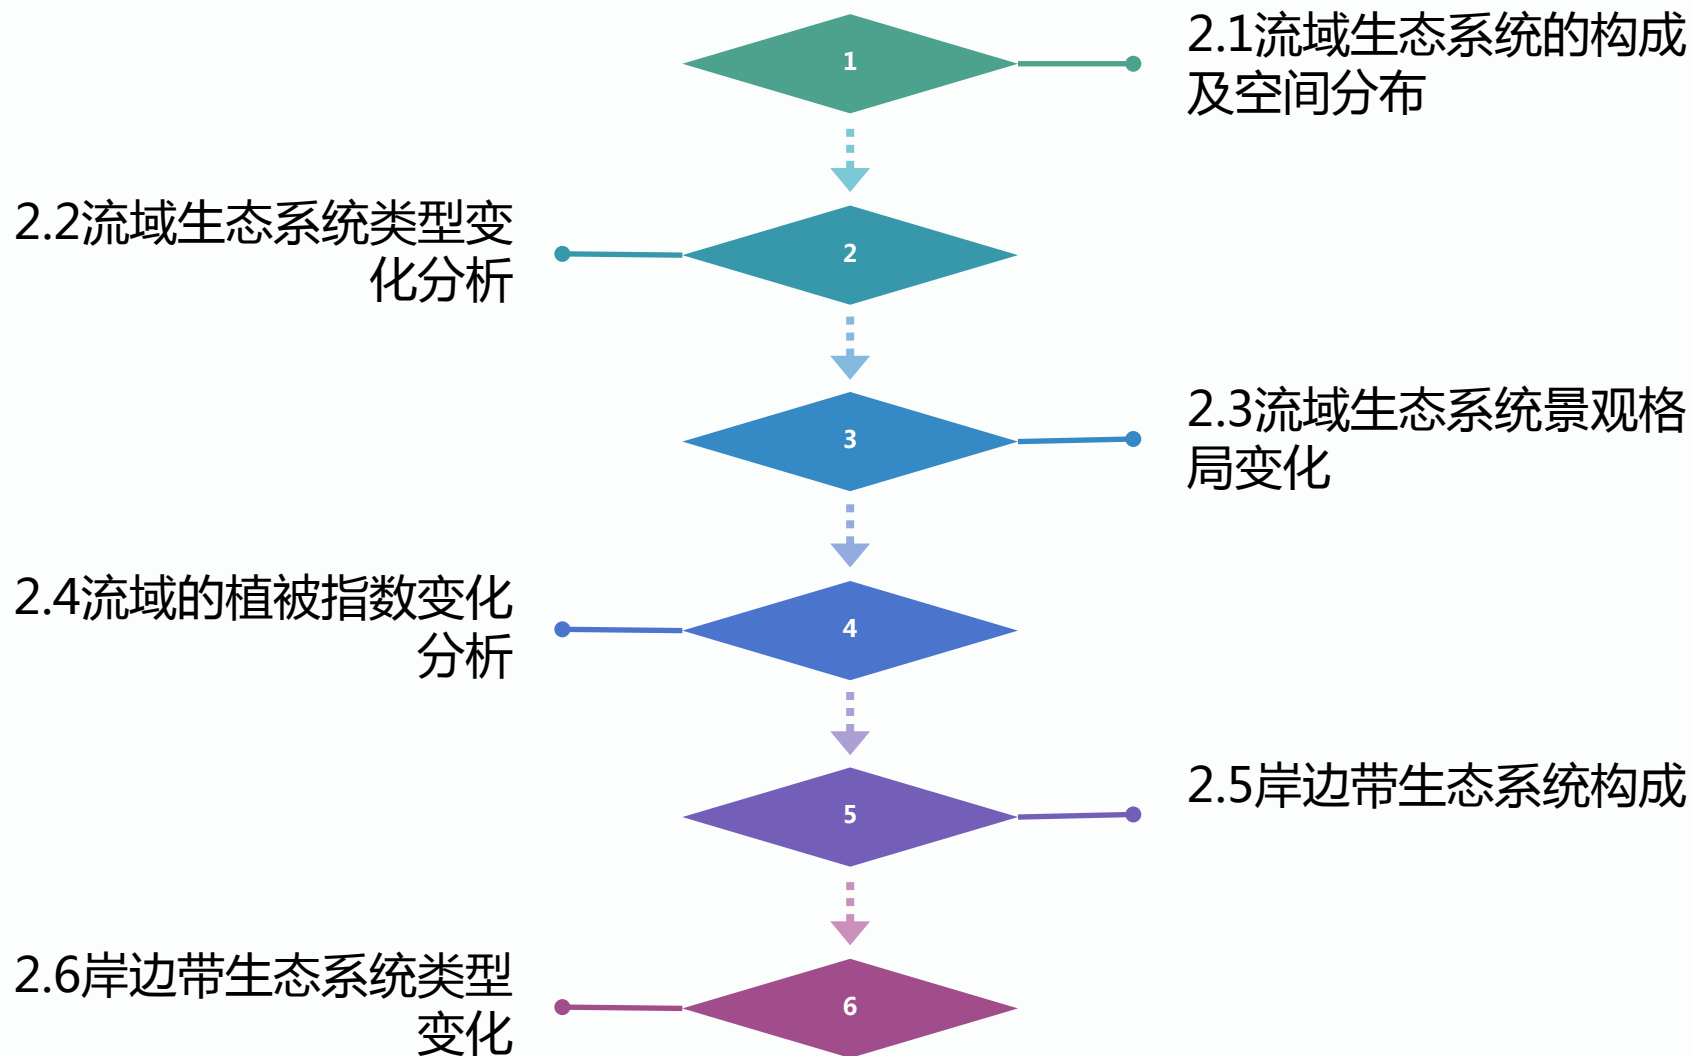 1
2.1流域生态系统的构成
及空间分布
2.2流域生态系统类型变
化分析
2
3
2.3流域生态系统景观格
局变化
2.4流域的植被指数变化
分析
4
5
2.5岸边带生态系统构成
2.6岸边带生态系统类型
变化
6